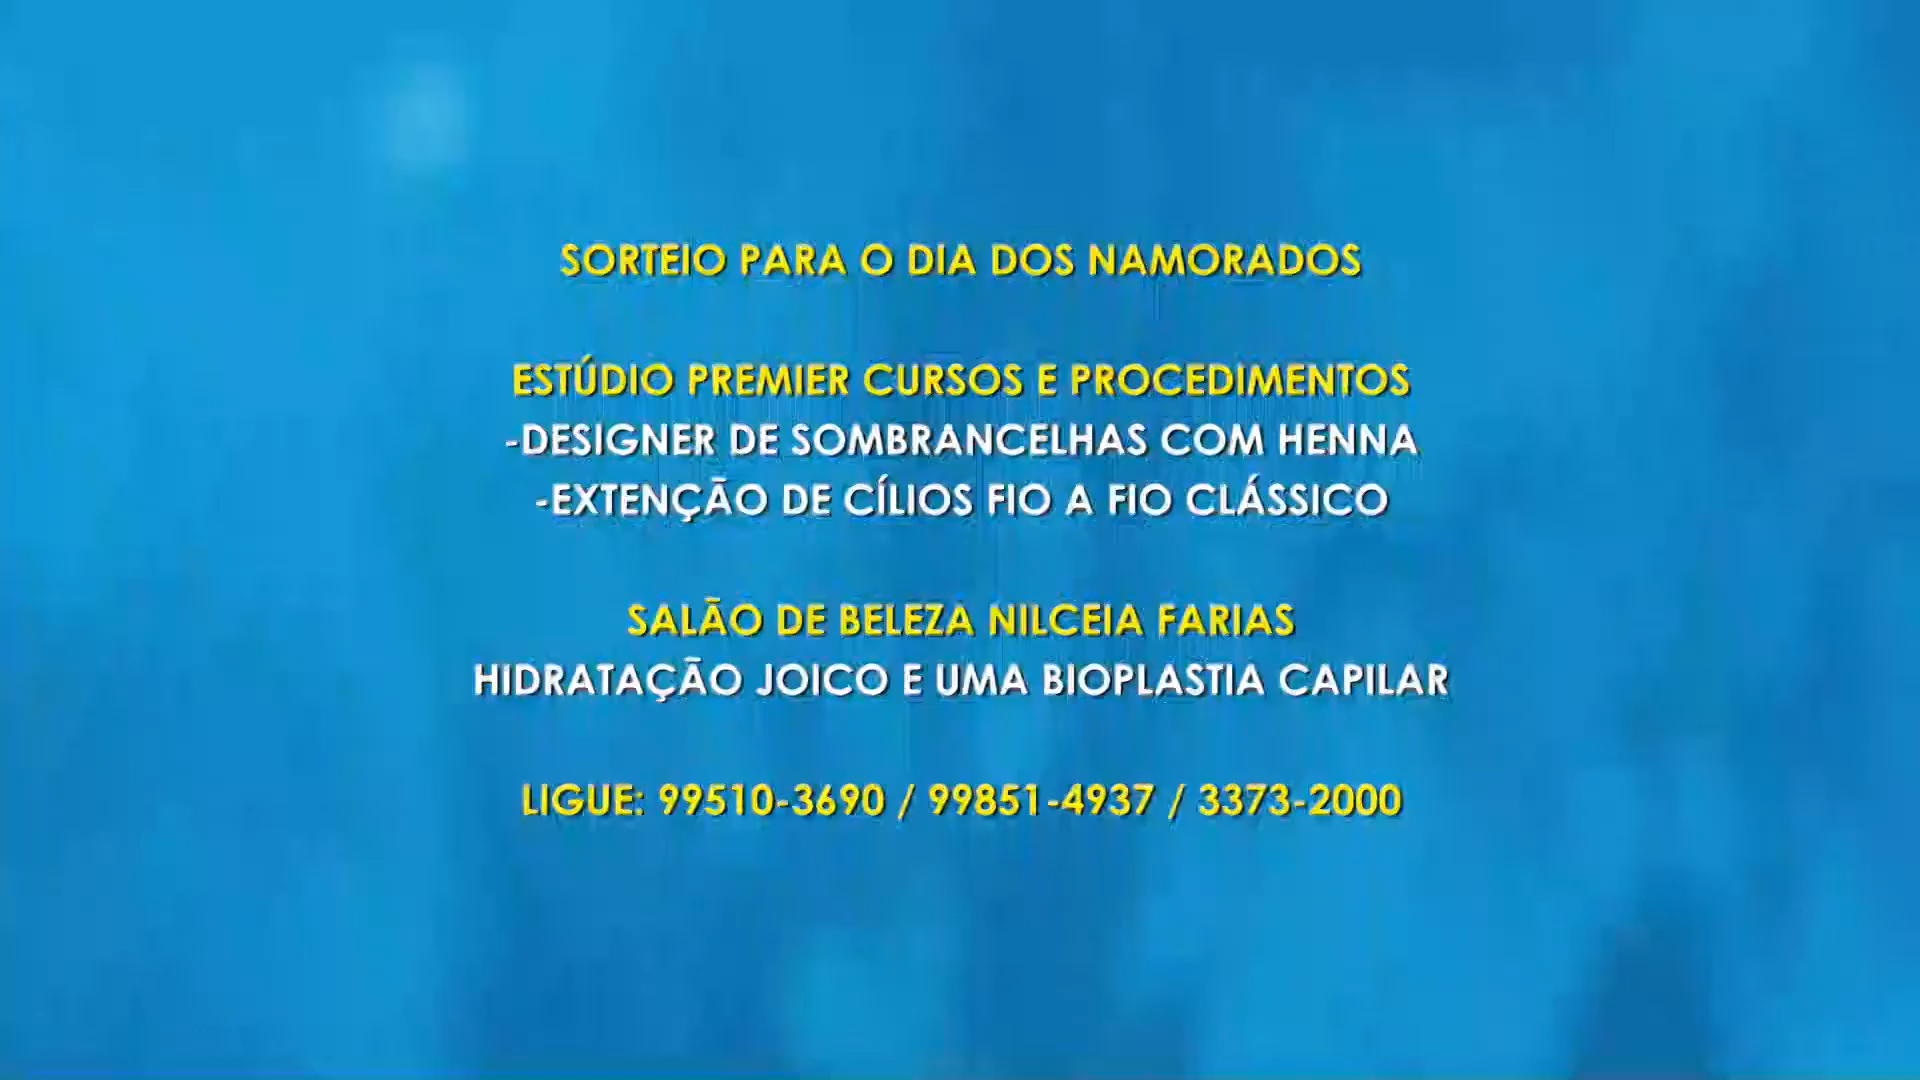 SORTEIO PARA O DIA DOS NAMORADOS
ESTÚDIO PREMIER CURSOS E PROCEDIMENTOS
-DESIGNER DE SOMBRANCELHAS COM HENNA
-EXTENÇÃO DE CÍLIOS FIO A FIO CLÁSSICO
SALÃO DE BELEZA NILCEIA FARIAS
HIDRATAÇÃO JOICO E UMA BIOPLASTIA CAPILAR
LIGUE: 99510-3690 / 99851-4937 / 3373-2000